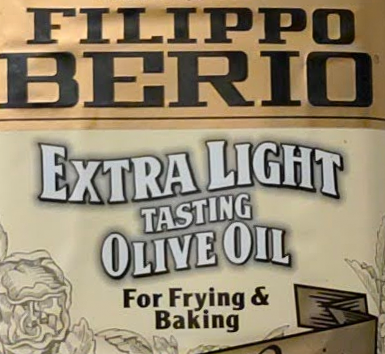 FILIPPO
BERIO
EXTRA LIGHT
TASTING
OLIVE OIL
For Frying &
Baking